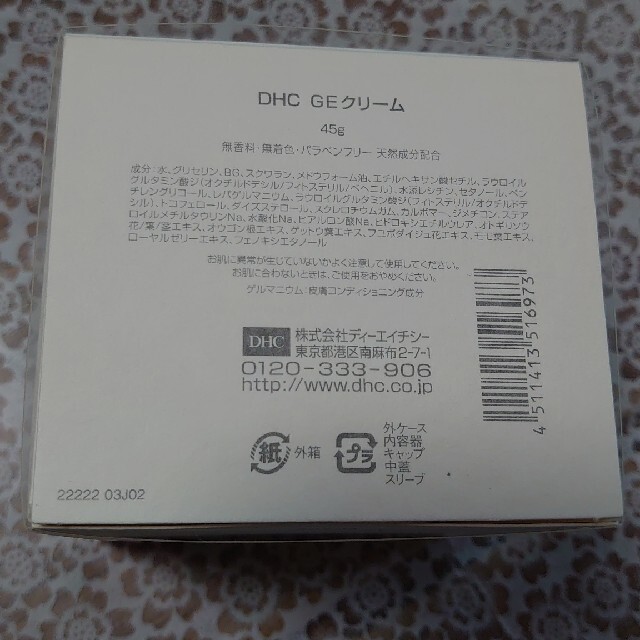 DHC GEクリーム
45g
無香料・無着色・パラベンフリー 天然成分配合
成分：水、グリセリン、BG、スクワラン、メドウフォーム油、エチルヘキサン酸セチル、ラウロイル
グルタミン酸ジ(オクチルドデシル/フィトステリル/ベヘニル)、水添レシチン、セタノール、ペン
チレングリコール、レパゲルマニウム、ラウロイルグルタミン酸ジ(フィトステリル/オクチルドデ
シル)、トコフェロール、ダイズステロール、スクレロチウムガム、カルボマー、ジメチコン、ステア
ロイルメチルタウリンNa、水酸化Na、ヒアルロン酸Na、ヒドロキシエチルウレア、オトギリソウ
花/葉/茎エキス、オウゴン根エキス、ゲットウ葉エキス、フユボダイジュ花エキス、モモ葉エキス、
ローヤルゼリーエキス、フェノキシエタノール
お肌に異常が生じていないかよく注意して使用してください。
お肌に合わないときは、ご使用をおやめください。
ゲルマニウム：皮膚コンディショニング成分
DHC 株式会社ディーエイチシー
東京都港区南麻布2-7-1
0120-333-906
http://www.dhc.co.jp
紙 外箱
プラ
外ケース
内容器
キャップ
中蓋
スリーブ
22222 03J02
4 511413 516973